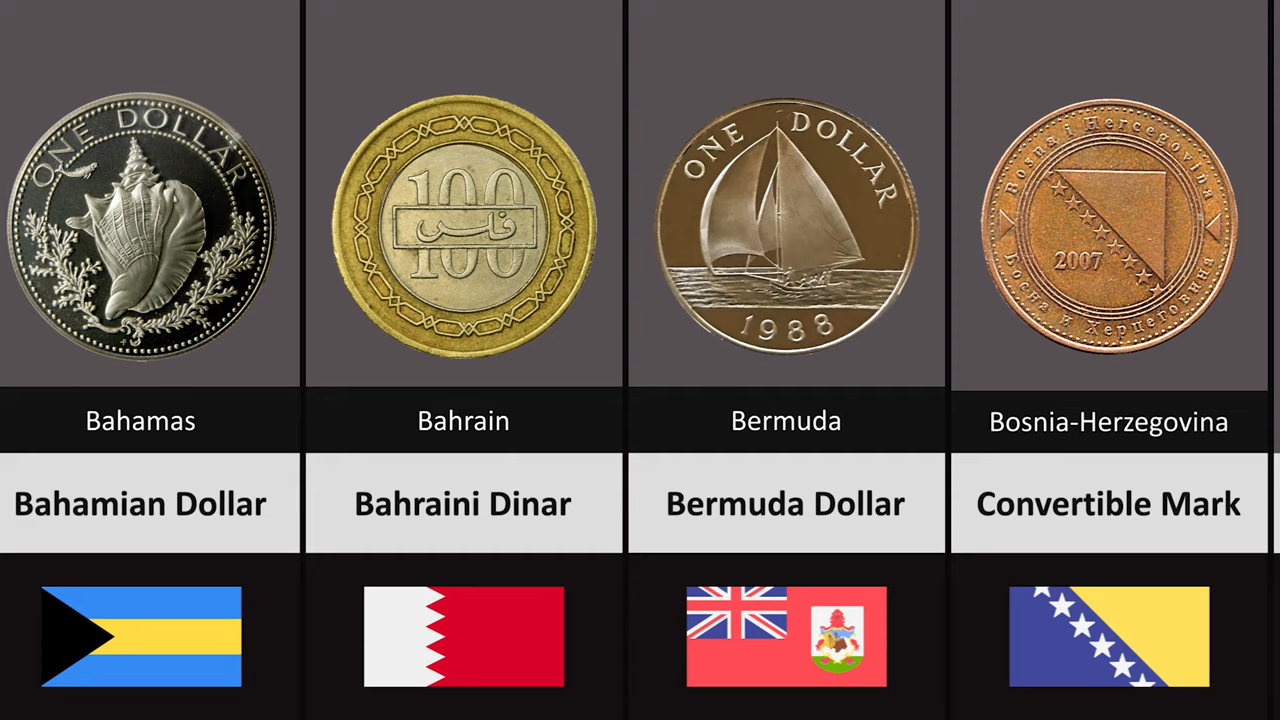 ONE DOLLAR
Bahamas
Bahamian Dollar
100
فلس
100
Bahrain
Bahraini Dinar
ONE DOLLAR
1988
Bermuda
Bermuda Dollar
Bosna i Hercegovina
2007
Босна и Херцеговина
Bosnia-Herzegovina
Convertible Mark